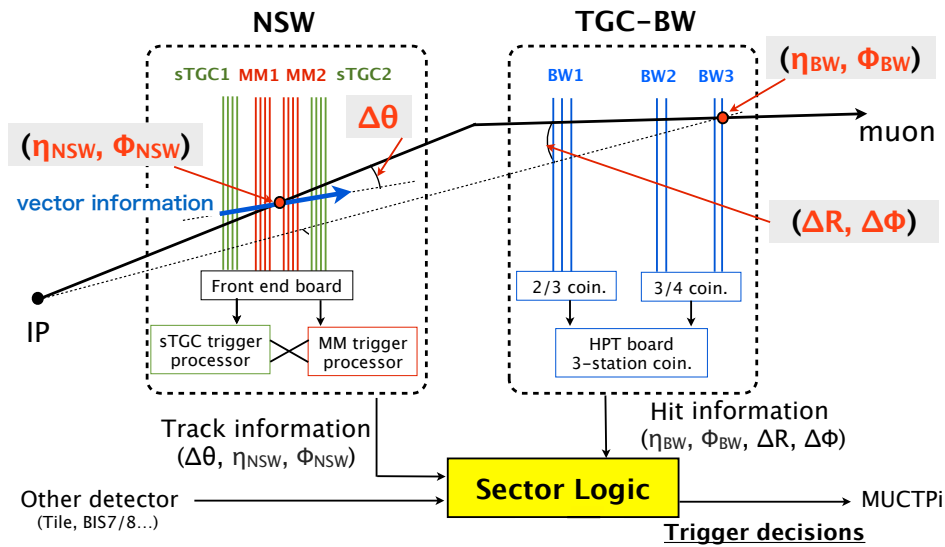 NSW
TGC-BW
sTGC1 MM1 MM2 sTGC2
BW1 BW2 BW3
(ηBW, ΦBW)
Δθ
(ηNSW, ΦNSW)
muon
vector information
(ΔR, ΔΦ)
IP
Front end board
2/3 coin.
3/4 coin.
sTGC trigger
processor
MM trigger
processor
HPT board
3-station coin.
Track information
(Δθ, ηNSW, ΦNSW)
Hit information
(ηBW, ΦBW, ΔR, ΔΦ)
Other detector
(Tile, BIS7/8...)
Sector Logic
MUCTPi
Trigger decisions